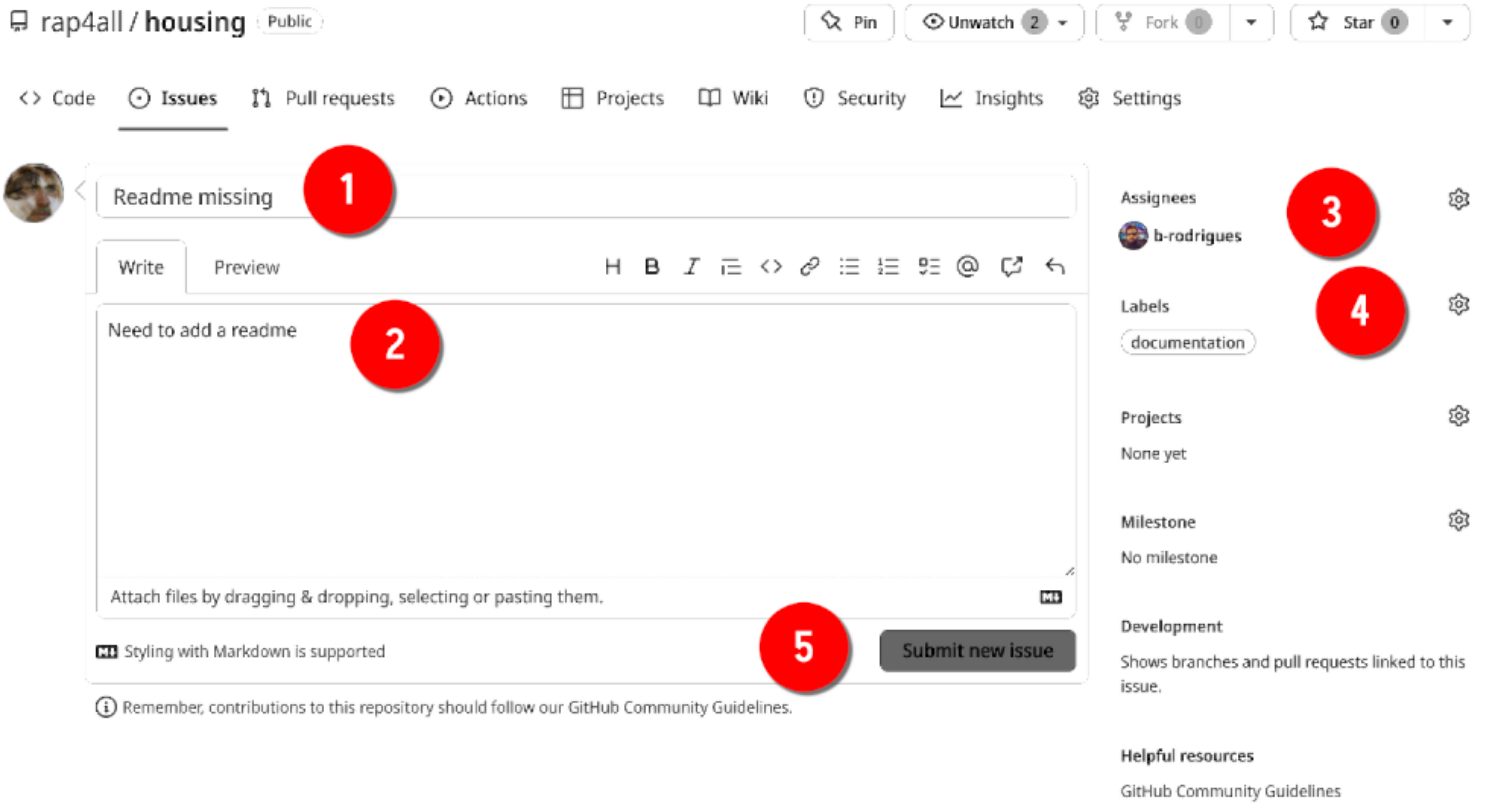 rap4all / housing Public
Pin Unwatch 2 Fork 0 Star 0
<> Code Issues Pull requests Actions Projects Wiki Security Insights Settings
Readme missing 1
Write Preview H B I <> @
Need to add a readme 2
Attach files by dragging & dropping, selecting or pasting them.
Styling with Markdown is supported
5 Submit new issue
Remember, contributions to this repository should follow our GitHub Community Guidelines.
Assignees 3
b-rodrigues
Labels 4
documentation
Projects
None yet
Milestone
No milestone
Development
Shows branches and pull requests linked to this
issue.
Helpful resources
GitHub Community Guidelines